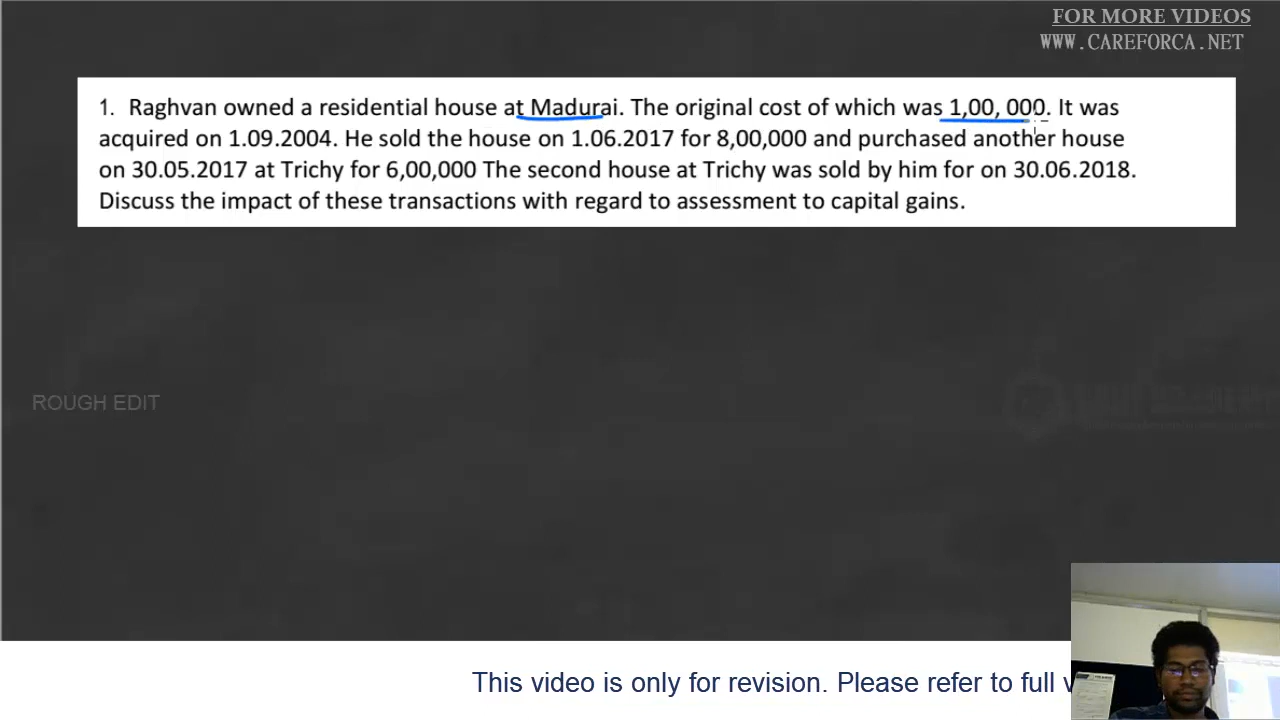 FOR MORE VIDEOS
WWW.CAREFORCA.NET
1. Raghvan owned a residential house at Madurai. The original cost of which was 1,00, 000. It was
acquired on 1.09.2004. He sold the house on 1.06.2017 for 8,00,000 and purchased another house
on 30.05.2017 at Trichy for 6,00,000 The second house at Trichy was sold by him for on 30.06.2018.
Discuss the impact of these transactions with regard to assessment to capital gains.
ROUGH EDIT
This video is only for revision. Please refer to full